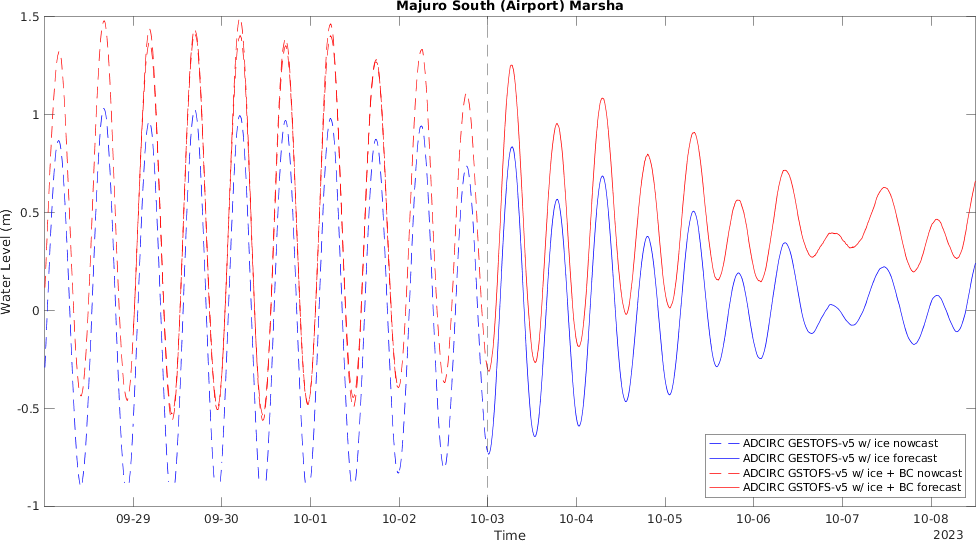 Majuro South (Airport) Marsha
1.5
1
0.5
0
-0.5
-1
Water Level (m)
09-29 09-30 10-01 10-02 10-03 10-04 10-05 10-06 10-07 10-08
Time
2023
ADCIRC GESTOFS-v5 w/ ice nowcast
ADCIRC GESTOFS-v5 w/ ice forecast
ADCIRC GSTOFS-v5 w/ ice + BC nowcast
ADCIRC GSTOFS-v5 w/ ice + BC forecast